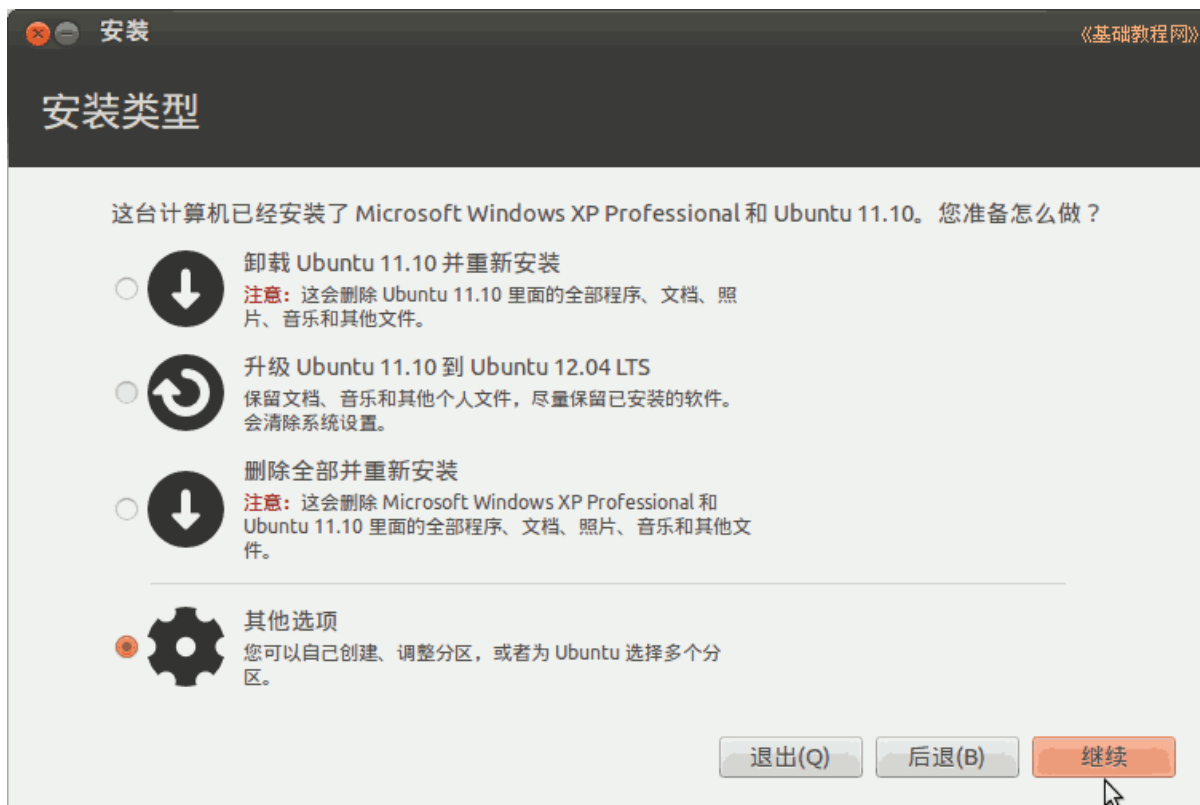 安装
《基础教程网》
安装类型
这台计算机已经安装了 Microsoft Windows XP Professional 和 Ubuntu 11.10。您准备怎么做？
卸载 Ubuntu 11.10 并重新安装
注意：这会删除 Ubuntu 11.10 里面的全部程序、文档、照
片、音乐和其他文件。
升级 Ubuntu 11.10 到 Ubuntu 12.04 LTS
保留文档、音乐和其他个人文件，尽量保留已安装的软件。
会清除系统设置。
删除全部并重新安装
注意：这会删除 Microsoft Windows XP Professional 和
Ubuntu 11.10 里面的全部程序、文档、照片、音乐和其他文
件。
其他选项
您可以自己创建、调整分区，或者为 Ubuntu 选择多个分
区。
退出(Q)
后退(B)
继续